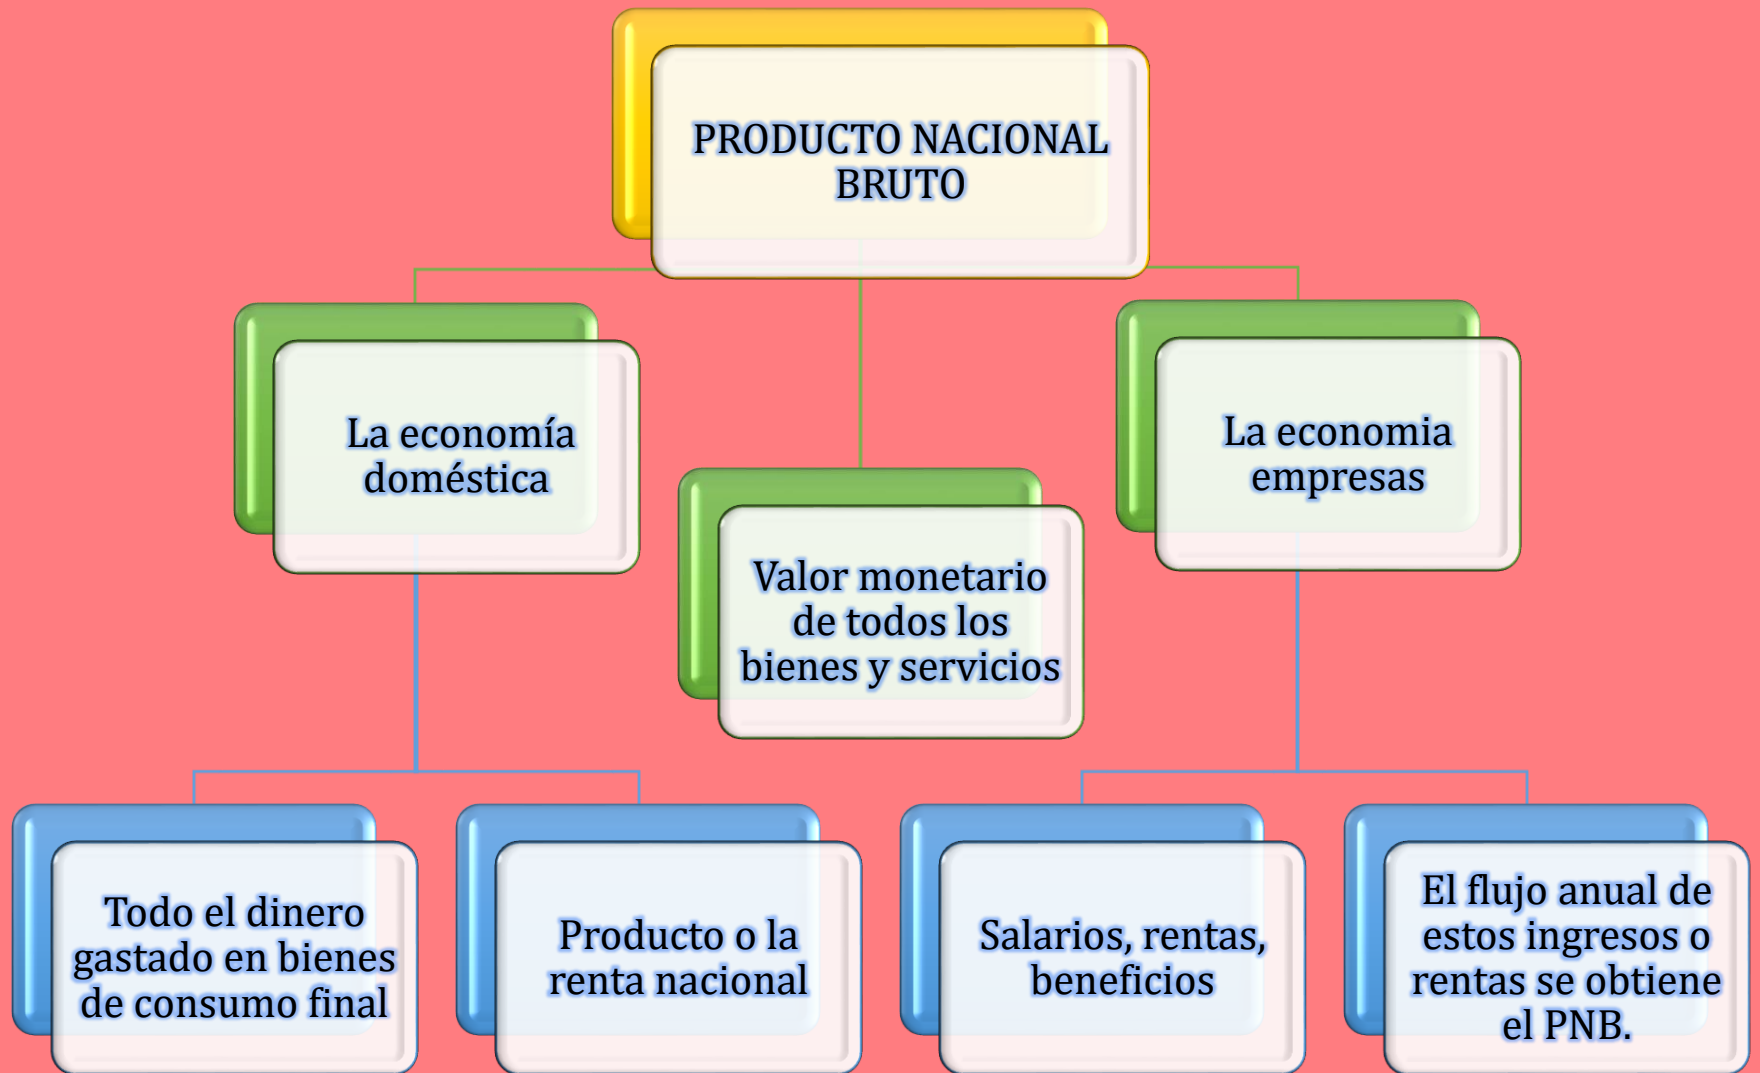 PRODUCTO NACIONAL
BRUTO
La economía
doméstica
Valor monetario
de todos los
bienes y servicios
La economia
empresas
Todo el dinero
gastado en bienes
de consumo final
Producto o la
renta nacional
Salarios, rentas,
beneficios
El flujo anual de
estos ingresos o
rentas se obtiene
el PNB.